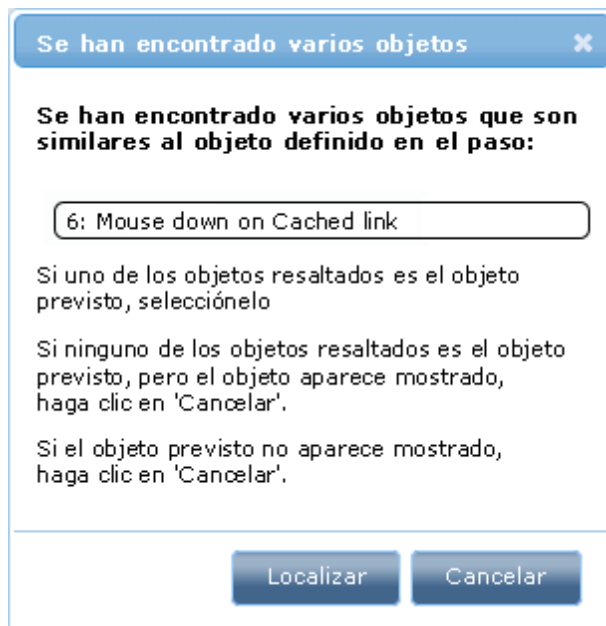 Se han encontrado varios objetos
Se han encontrado varios objetos que son
similares al objeto definido en el paso:
6: Mouse down on Cached link
Si uno de los objetos resaltados es el objeto
previsto, selecciónelo
Si ninguno de los objetos resaltados es el objeto
previsto, pero el objeto aparece mostrado,
haga clic en 'Cancelar'.
Si el objeto previsto no aparece mostrado,
haga clic en 'Cancelar'.
Localizar Cancelar